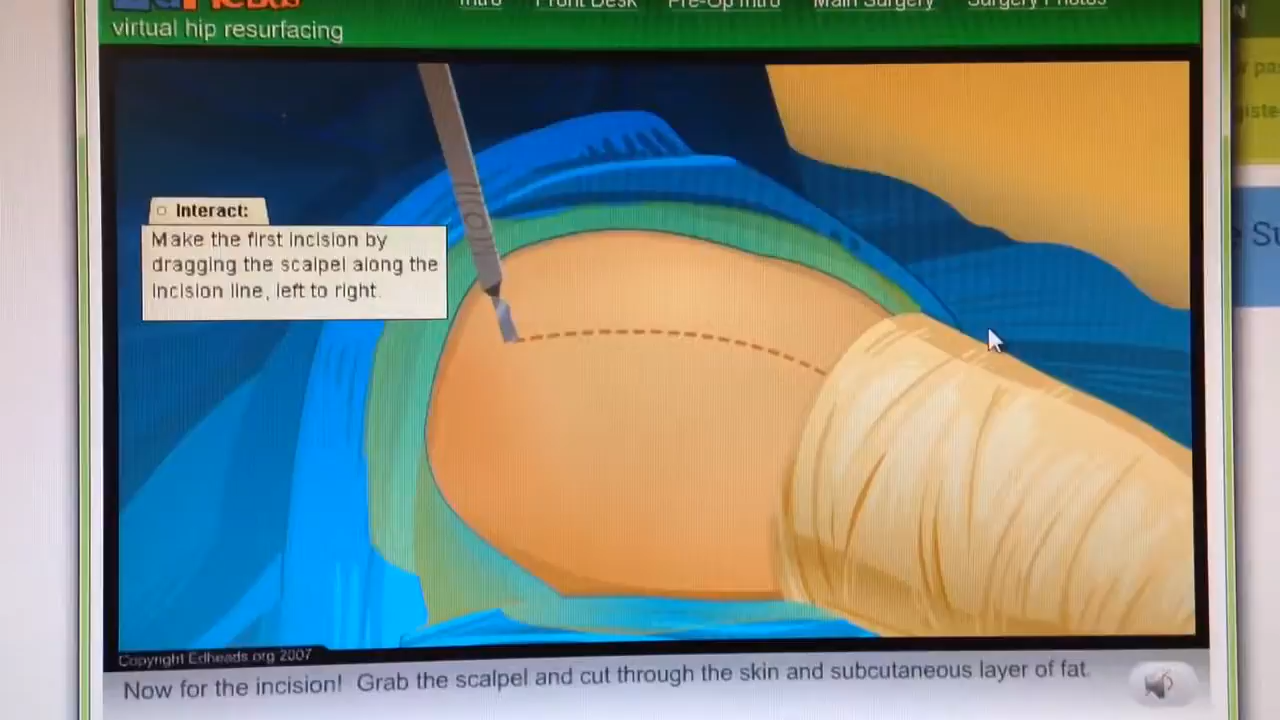 Intro Front Desk Pre-Op Intro Main Surgery Surgery Photos
virtual hip resurfacing
Interact:
Make the first incision by
dragging the scalpel along the
incision line, left to right.
Copyright Edheads.org 2007
Now for the incision! Grab the scalpel and cut through the skin and subcutaneous layer of fat.